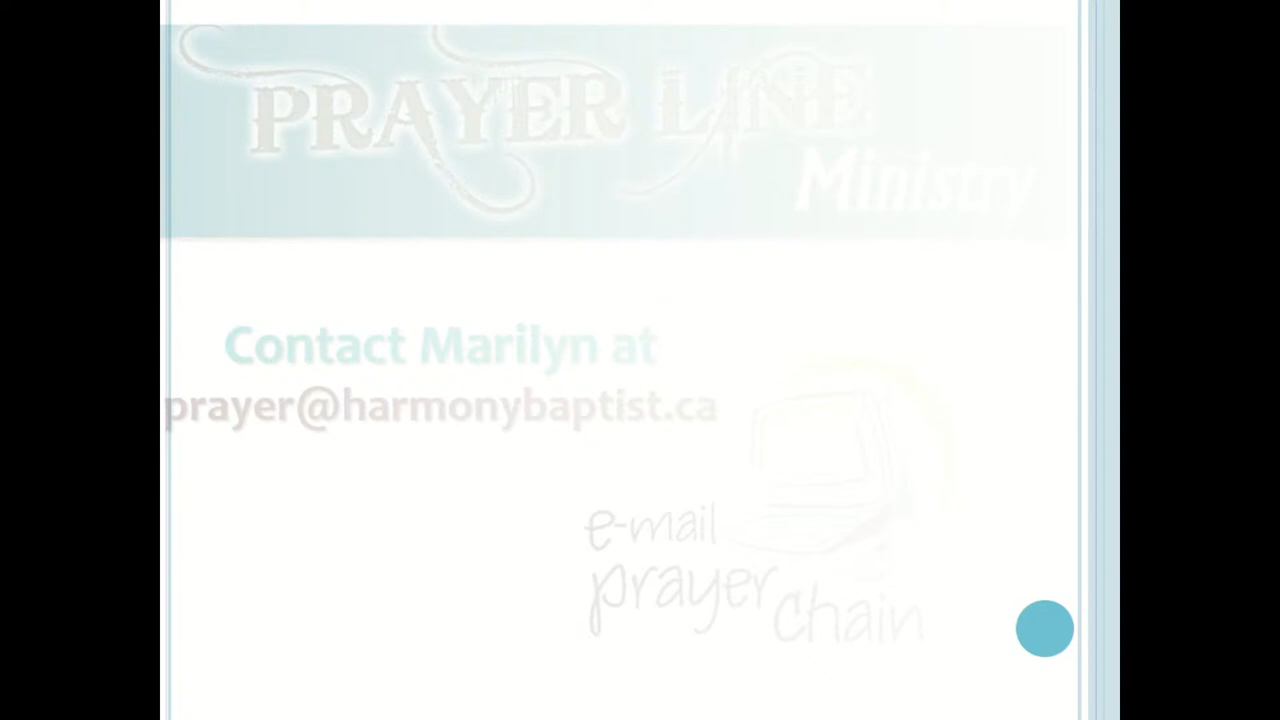 PRAYER LINE
Ministry
Contact Marilyn at
prayer@harmonybaptist.ca
e-mail
prayer
chain